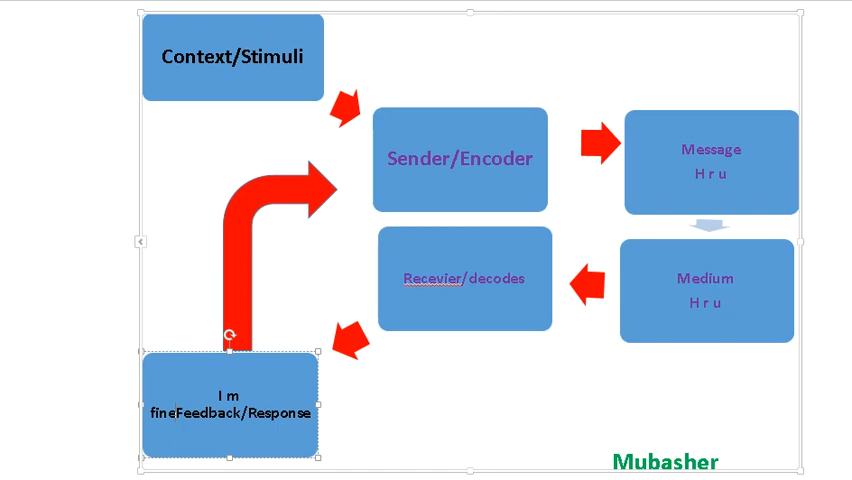 Context/Stimuli
Sender/Encoder
Message
H r u
Medium
H r u
Recevier/decodes
I m
fineFeedback/Response
Mubasher